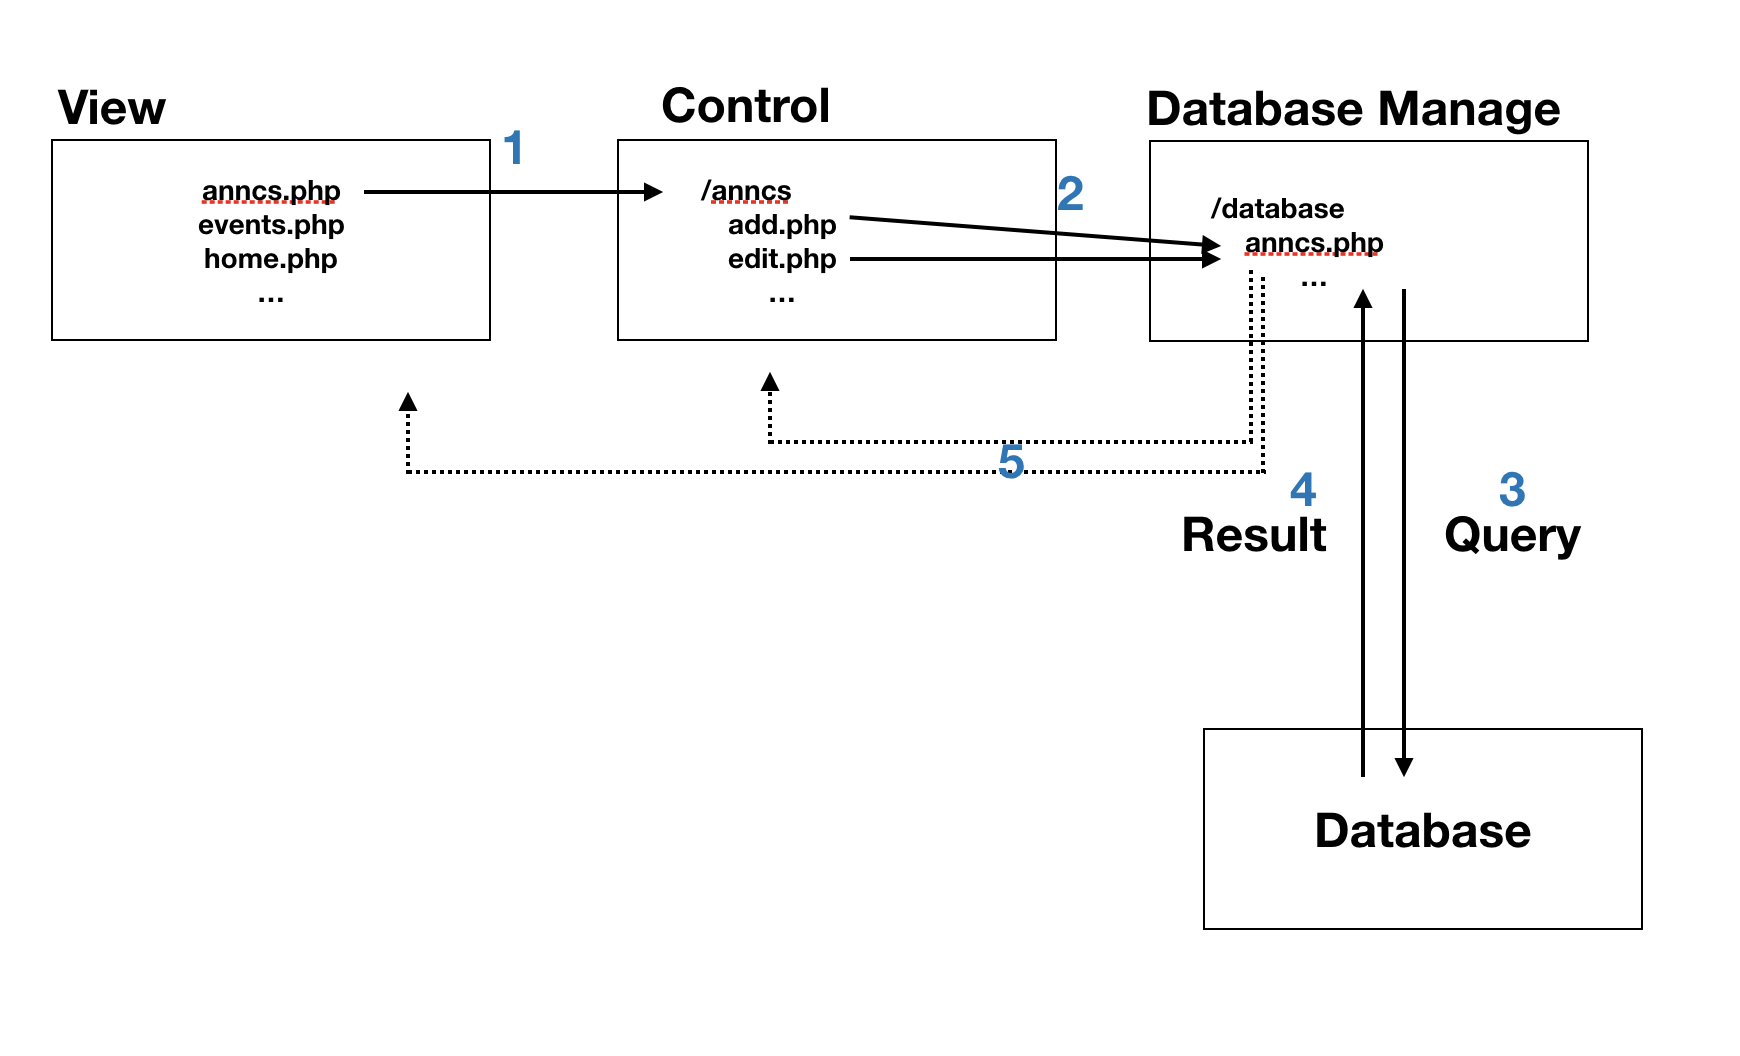 View
1
anncs.php
events.php
home.php
...
Control
/anncs
add.php
edit.php
...
2
Database Manage
/database
anncs.php
...
5
4
Result
3
Query
Database